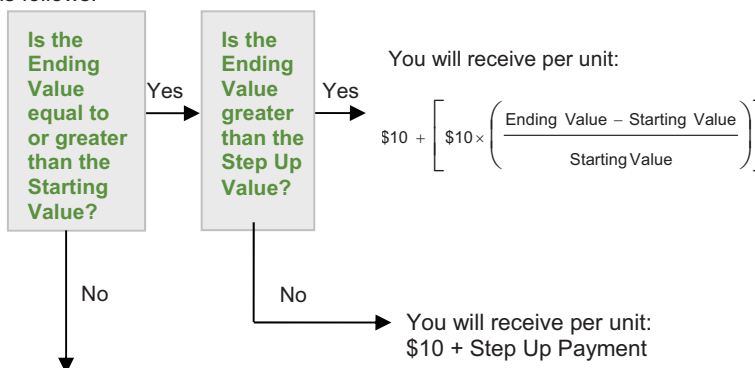 Is the
Ending
Value
equal to
or greater
than the
Starting
Value?
Yes
Is the
Ending
Value
greater
than the
Step Up
Value?
Yes
You will receive per unit:
$10 + [ $10 × ( Ending Value − Starting Value / Starting Value ) ]
No
No
You will receive per unit:
$10 + Step Up Payment